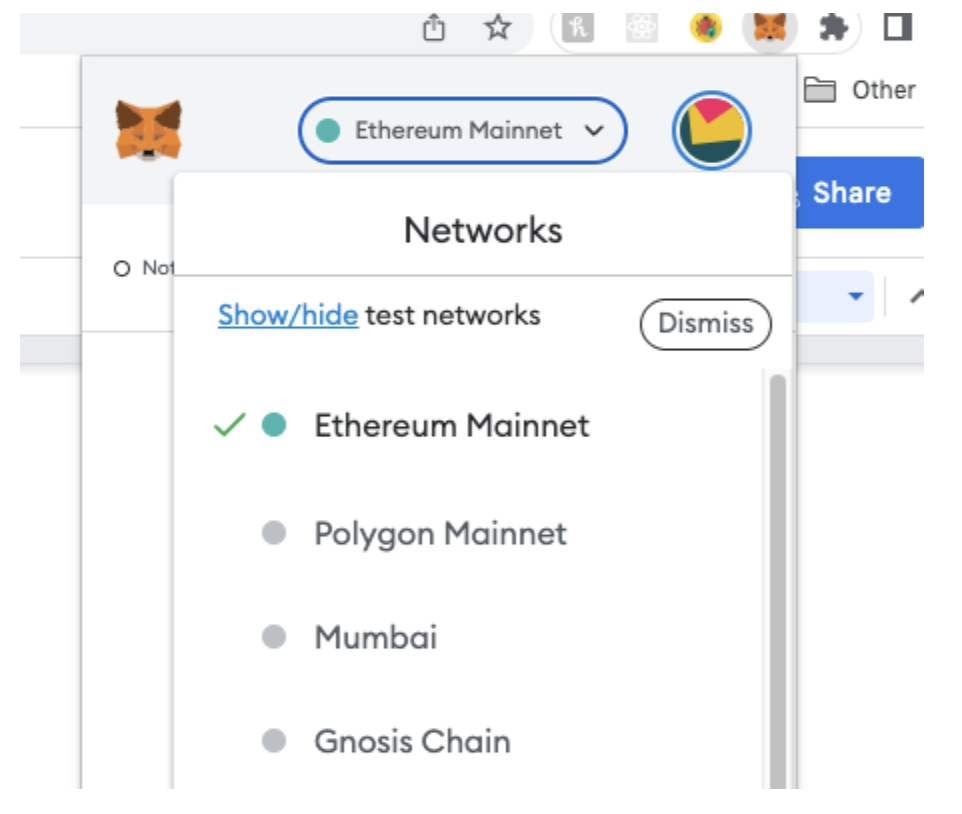 Other
Ethereum Mainnet
Share
Networks
Not
Show/hide test networks
Dismiss
Ethereum Mainnet
Polygon Mainnet
Mumbai
Gnosis Chain